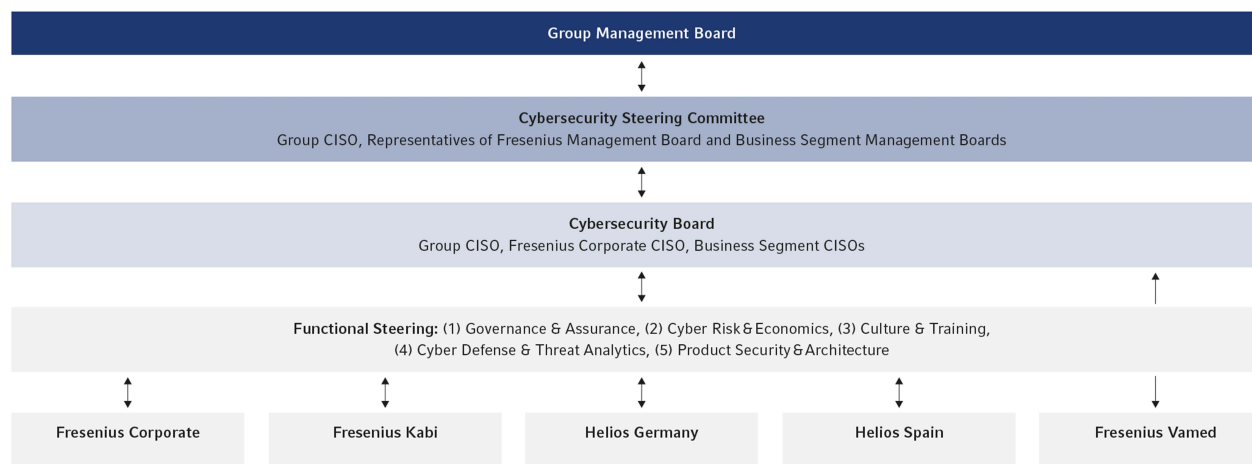 Group Management Board
Cybersecurity Steering Committee
Group CISO, Representatives of Fresenius Management Board and Business Segment Management Boards
Cybersecurity Board
Group CISO, Fresenius Corporate CISO, Business Segment CISOs
Functional Steering: (1) Governance & Assurance, (2) Cyber Risk & Economics, (3) Culture & Training,
(4) Cyber Defense & Threat Analytics, (5) Product Security & Architecture
Fresenius Corporate
Fresenius Kabi
Helios Germany
Helios Spain
Fresenius Vamed